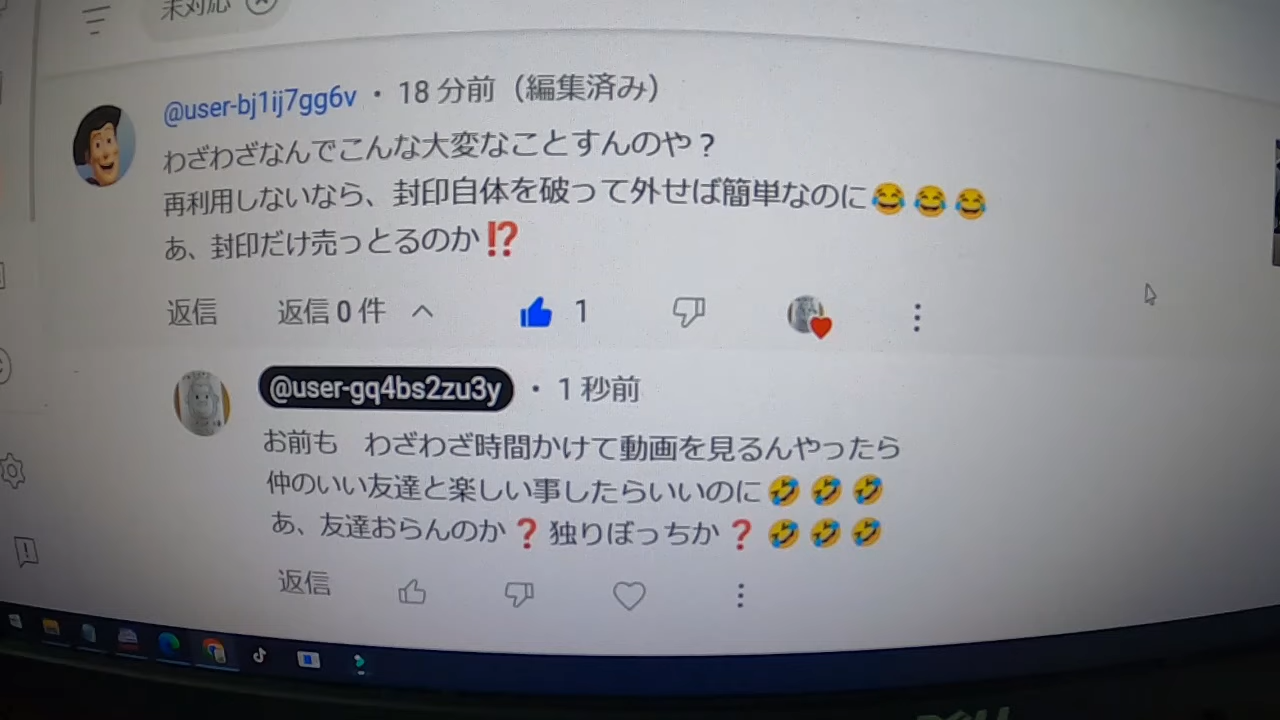 未対応
@user-bj1ij7gg6v ・ 18 分前（編集済み）
わざわざなんでこんな大変なことすんのや？
再利用しないなら、封印自体を破って外せば簡単なのに😂😂😂
あ、封印だけ売っとるのか⁉️
返信 返信 0 件 1
@user-gq4bs2zu3y ・ 1 秒前
お前も　わざわざ時間かけて動画を見るんやったら
仲のいい友達と楽しい事したらいいのに🤣🤣🤣
あ、友達おらんのか❓独りぼっちか❓🤣🤣🤣
返信